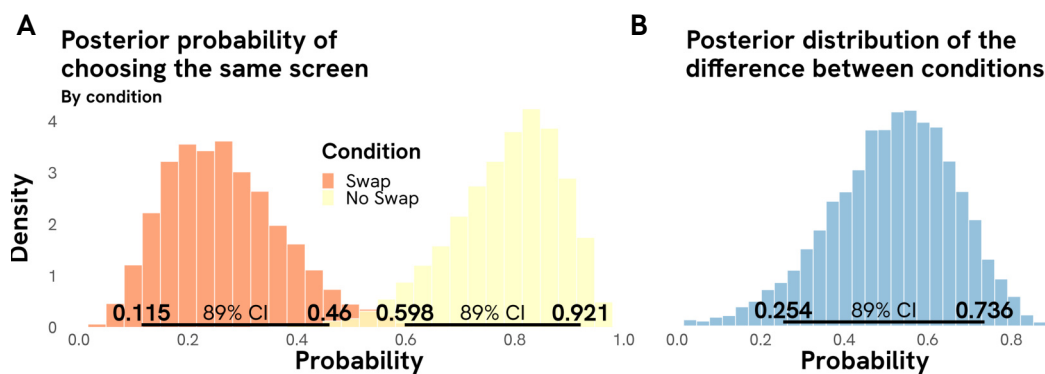 A
Posterior probability of
choosing the same screen
By condition
Density
4
3
2
1
0
Condition
Swap
No Swap
0.115 89% CI 0.46 0.598 89% CI 0.921
0.0 0.2 0.4 0.6 0.8 1.0
Probability
B
Posterior distribution of the
difference between conditions
0.254 89% CI 0.736
0.0 0.2 0.4 0.6 0.8
Probability